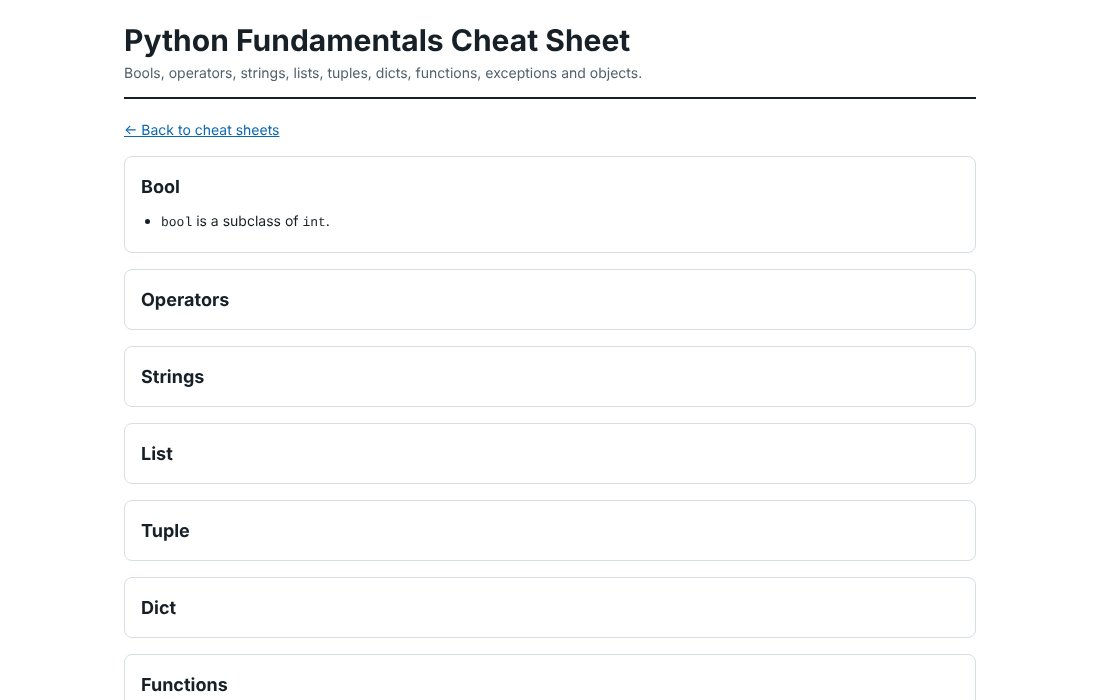 Python Fundamentals Cheat Sheet
Bools, operators, strings, lists, tuples, dicts, functions, exceptions and objects.
← Back to cheat sheets
Bool
• bool is a subclass of int.
Operators
Strings
List
Tuple
Dict
Functions